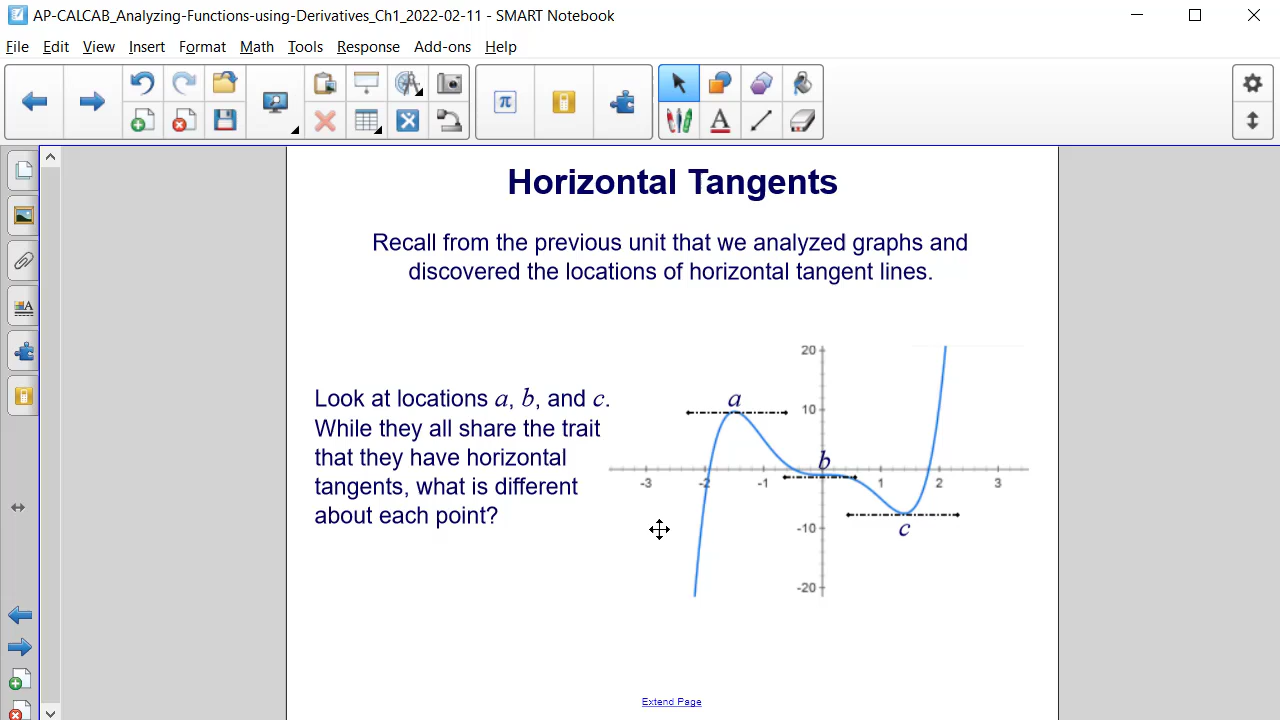 AP-CALCAB_Analyzing-Functions-using-Derivatives_Ch1_2022-02-11 - SMART Notebook
File Edit View Insert Format Math Tools Response Add-ons Help
π
A
Horizontal Tangents
Recall from the previous unit that we analyzed graphs and
discovered the locations of horizontal tangent lines.
Look at locations a, b, and c.
While they all share the trait
that they have horizontal
tangents, what is different
about each point?
20
a
10
b
-3 -2 -1 1 2 3
-10
c
-20
Extend Page